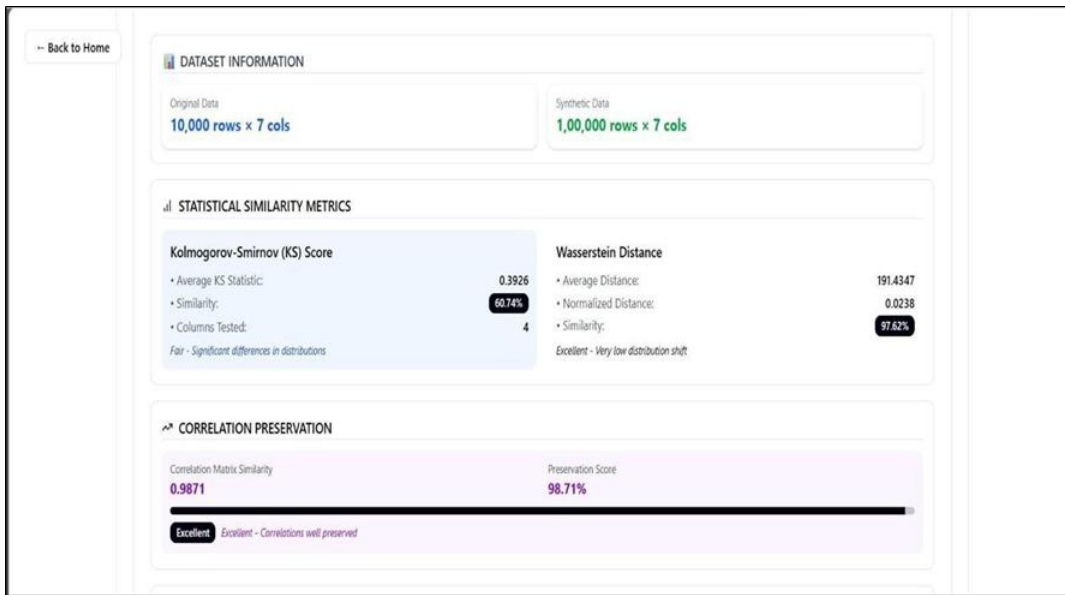 ← Back to Home
DATASET INFORMATION
Original Data
10,000 rows × 7 cols
Synthetic Data
1,00,000 rows × 7 cols
STATISTICAL SIMILARITY METRICS
Kolmogorov-Smirnov (KS) Score
• Average KS Statistic: 0.3926
• Similarity: 60.74%
• Columns Tested: 4
Fair - Significant differences in distributions
Wasserstein Distance
• Average Distance: 191.4347
• Normalized Distance: 0.0238
• Similarity: 97.62%
Excellent - Very low distribution shift
CORRELATION PRESERVATION
Correlation Matrix Similarity
0.9871
Preservation Score
98.71%
Excellent Excellent - Correlations well preserved